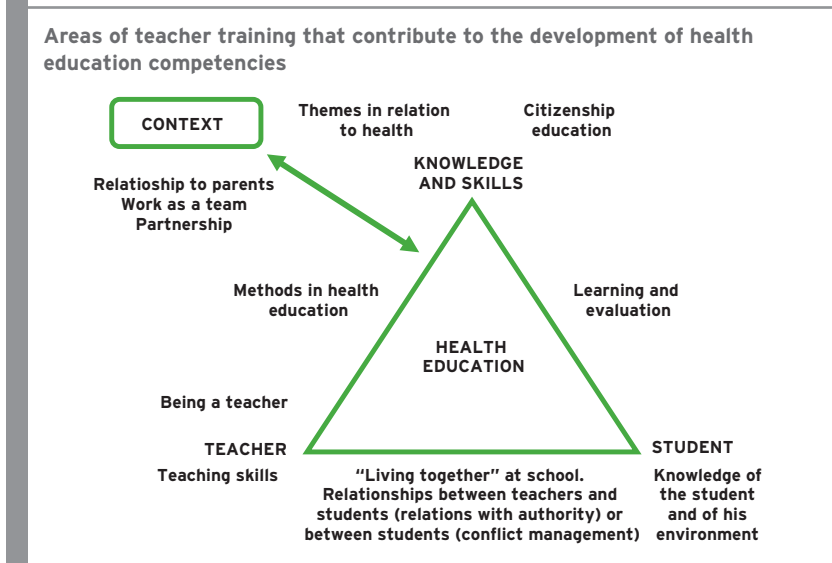 Areas of teacher training that contribute to the development of health
education competencies
CONTEXT
Themes in relation
to health
Citizenship
education
KNOWLEDGE
AND SKILLS
Relatioship to parents
Work as a team
Partnership
Methods in health
education
Learning and
evaluation
HEALTH
EDUCATION
Being a teacher
TEACHER
STUDENT
Teaching skills
“Living together” at school.
Relationships between teachers and
students (relations with authority) or
between students (conflict management)
Knowledge of
the student
and of his
environment